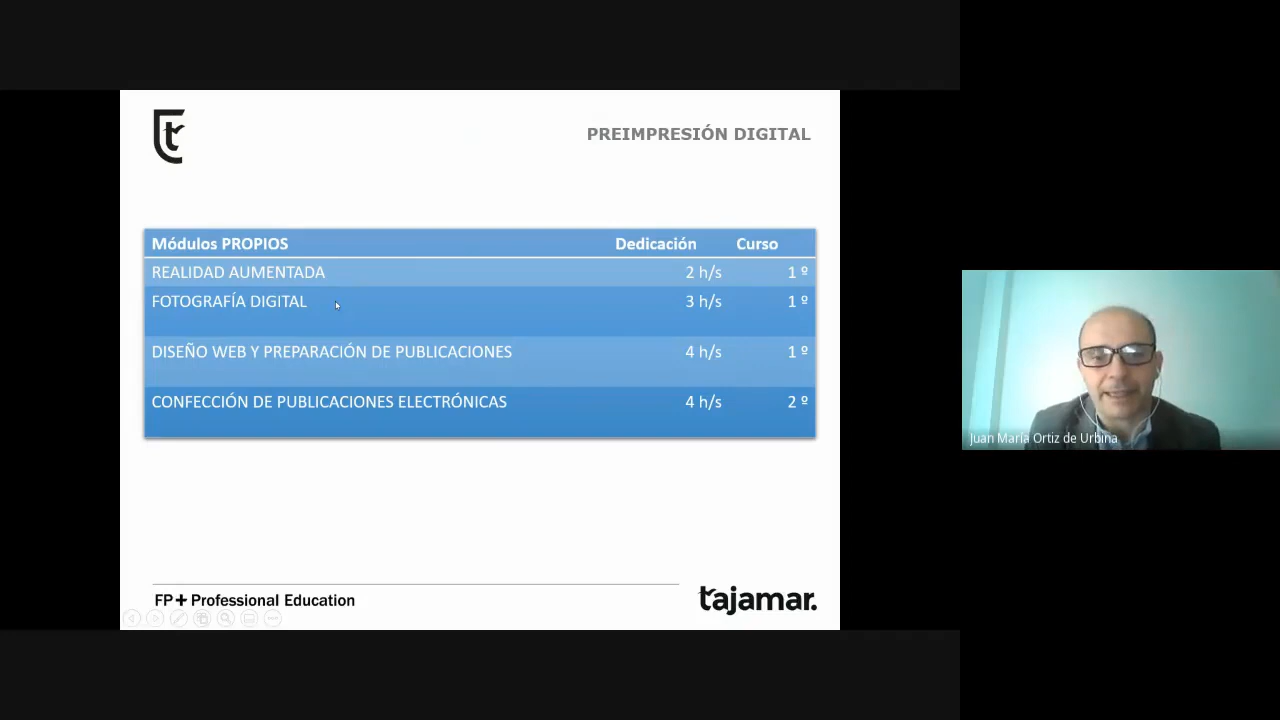 PREIMPRESIÓN DIGITAL
Módulos PROPIOS Dedicación Curso
REALIDAD AUMENTADA 2 h/s 1 º
FOTOGRAFÍA DIGITAL 3 h/s 1 º
DISEÑO WEB Y PREPARACIÓN DE PUBLICACIONES 4 h/s 1 º
CONFECCIÓN DE PUBLICACIONES ELECTRÓNICAS 4 h/s 2 º
Juan María Ortiz de Urbina
FP+ Professional Education
tajamar.